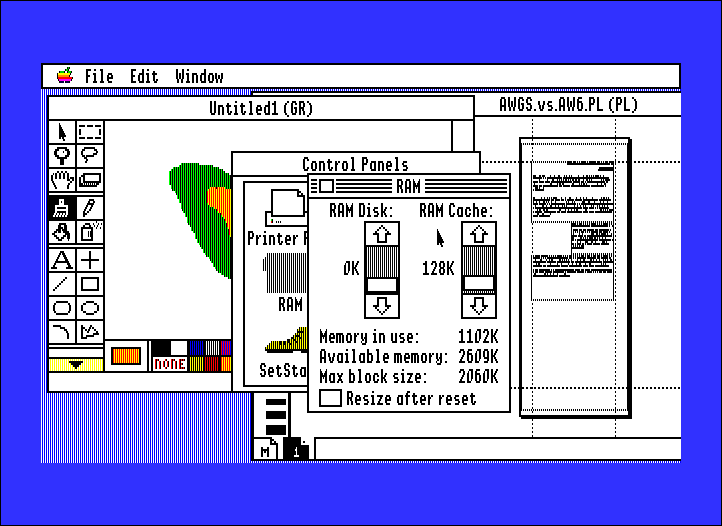 File Edit Window
AWGS.vs.AW6.PL (PL)
Untitled1 (GR)
Control Panels
RAM
RAM Disk: RAM Cache:
Printer
0K 128K
RAM
A
Memory in use: 1102K
Available memory: 2609K
NONE
Max block size: 2060K
SetSta
Resize after reset
M 1